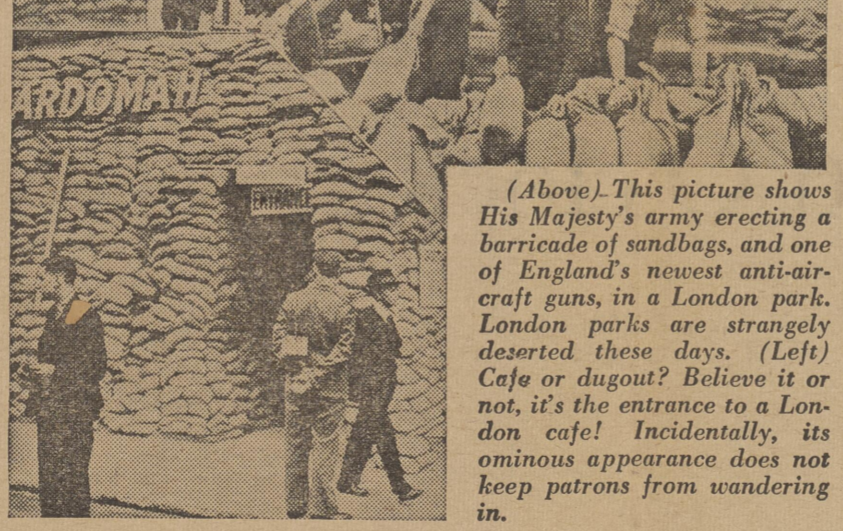 ARDOMAH
ENTRANCE
(Above) This picture shows
His Majesty's army erecting a
barricade of sandbags, and one
of England's newest anti-air-
craft guns, in a London park.
London parks are strangely
deserted these days. (Left)
Cafe or dugout? Believe it or
not, it's the entrance to a Lon-
don cafe! Incidentally, its
ominous appearance does not
keep patrons from wandering
in.